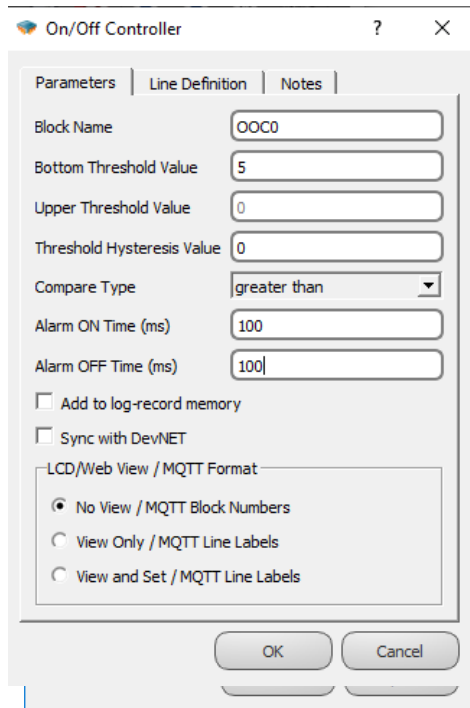 On/Off Controller ?
Parameters Line Definition Notes
Block Name OOC0
Bottom Threshold Value 5
Upper Threshold Value 0
Threshold Hysteresis Value 0
Compare Type greater than
Alarm ON Time (ms) 100
Alarm OFF Time (ms) 100
Add to log-record memory
Sync with DevNET
LCD/Web View / MQTT Format
No View / MQTT Block Numbers
View Only / MQTT Line Labels
View and Set / MQTT Line Labels
OK Cancel